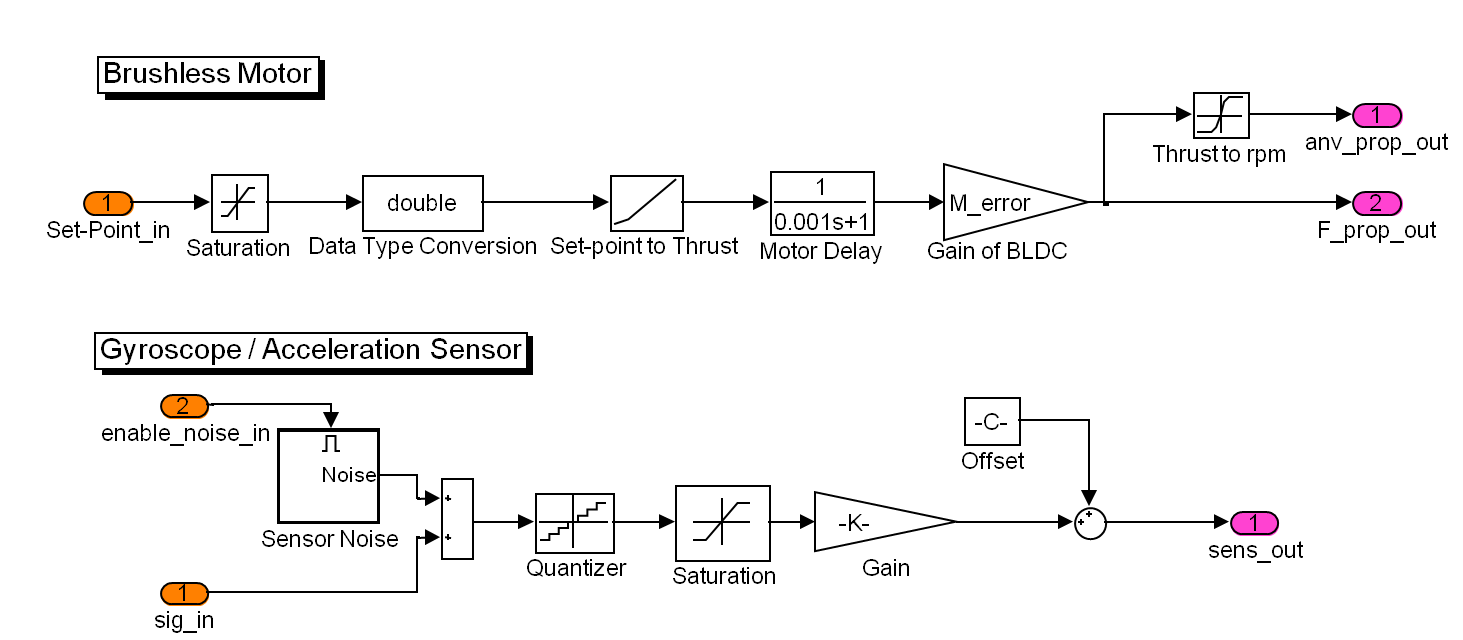 Brushless Motor
1
anv_prop_out
Thrust to rpm
1
Set-Point_in
Saturation
double
Data Type Conversion
Set-point to Thrust
1
0.001s+1
Motor Delay
M_error
Gain of BLDC
2
F_prop_out
Gyroscope / Acceleration Sensor
2
enable_noise_in
Noise
Sensor Noise
+
+
1
sig_in
Quantizer
Saturation
-K-
Gain
-C-
Offset
+
+
1
sens_out